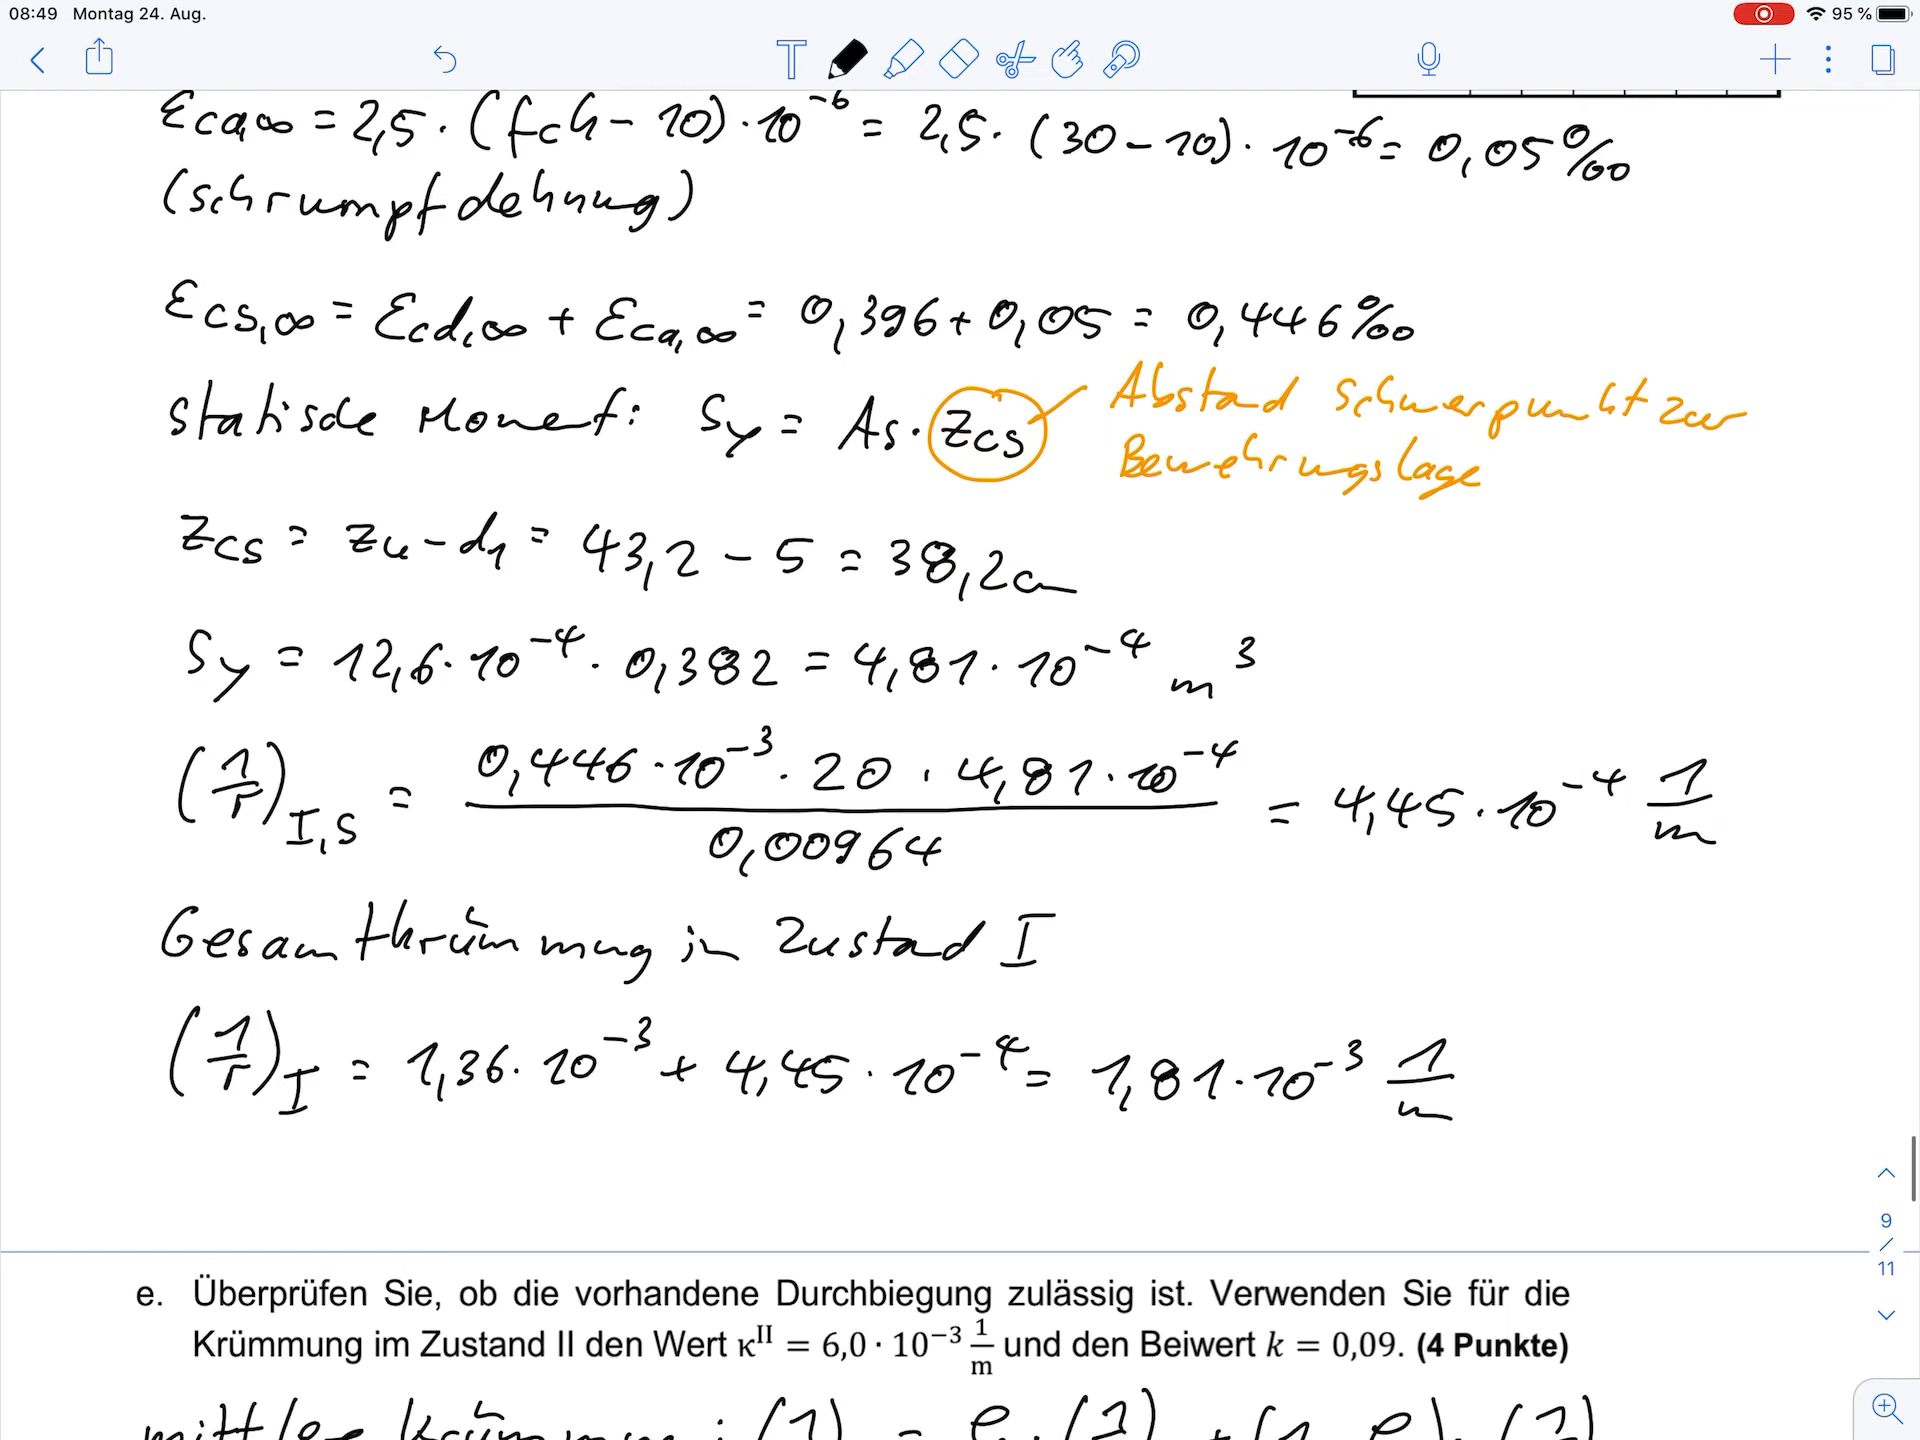 08:49 Montag 24. Aug. 95 %
εca,∞ = 2,5 · (fck - 10) · 10⁻⁶ = 2,5 · (30 - 10) · 10⁻⁶ = 0,05 ‰
(schrumpfdehnung)
εcs,∞ = εcd,∞ + εca,∞ = 0,396 + 0,05 = 0,446 ‰
statische Moment: Sy = As · zcs Abstand Schwerpunkt zur
Bewehrungslage
zcs = zu - d1 = 43,2 - 5 = 38,2 cm
Sy = 12,6 · 10⁻⁴ · 0,382 = 4,81 · 10⁻⁴ m³
(1/r)I,S = (0,446 · 10⁻³ · 20 · 4,81 · 10⁻⁴) / 0,00964 = 4,45 · 10⁻⁴ 1/m
Gesamtkrümmung in Zustad I
(1/r)I = 1,36 · 10⁻³ + 4,45 · 10⁻⁴ = 1,81 · 10⁻³ 1/m
9
/
11
e. Überprüfen Sie, ob die vorhandene Durchbiegung zulässig ist. Verwenden Sie für die
Krümmung im Zustand II den Wert κᴵᴵ = 6,0 · 10⁻³ 1/m und den Beiwert k = 0,09. (4 Punkte)